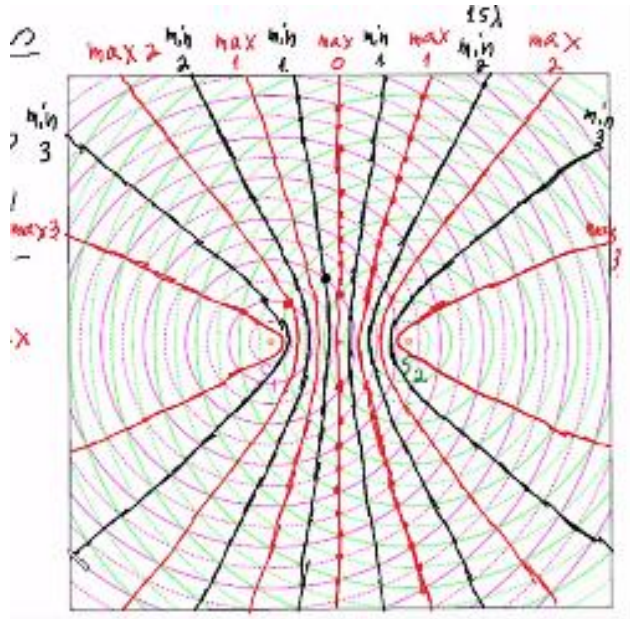 1.5λ
max 2 min 2 max 1 min 1 max 0 min 1 max 1 min 2 max 2
min 3 min 3
max 3 max 3
x
S2